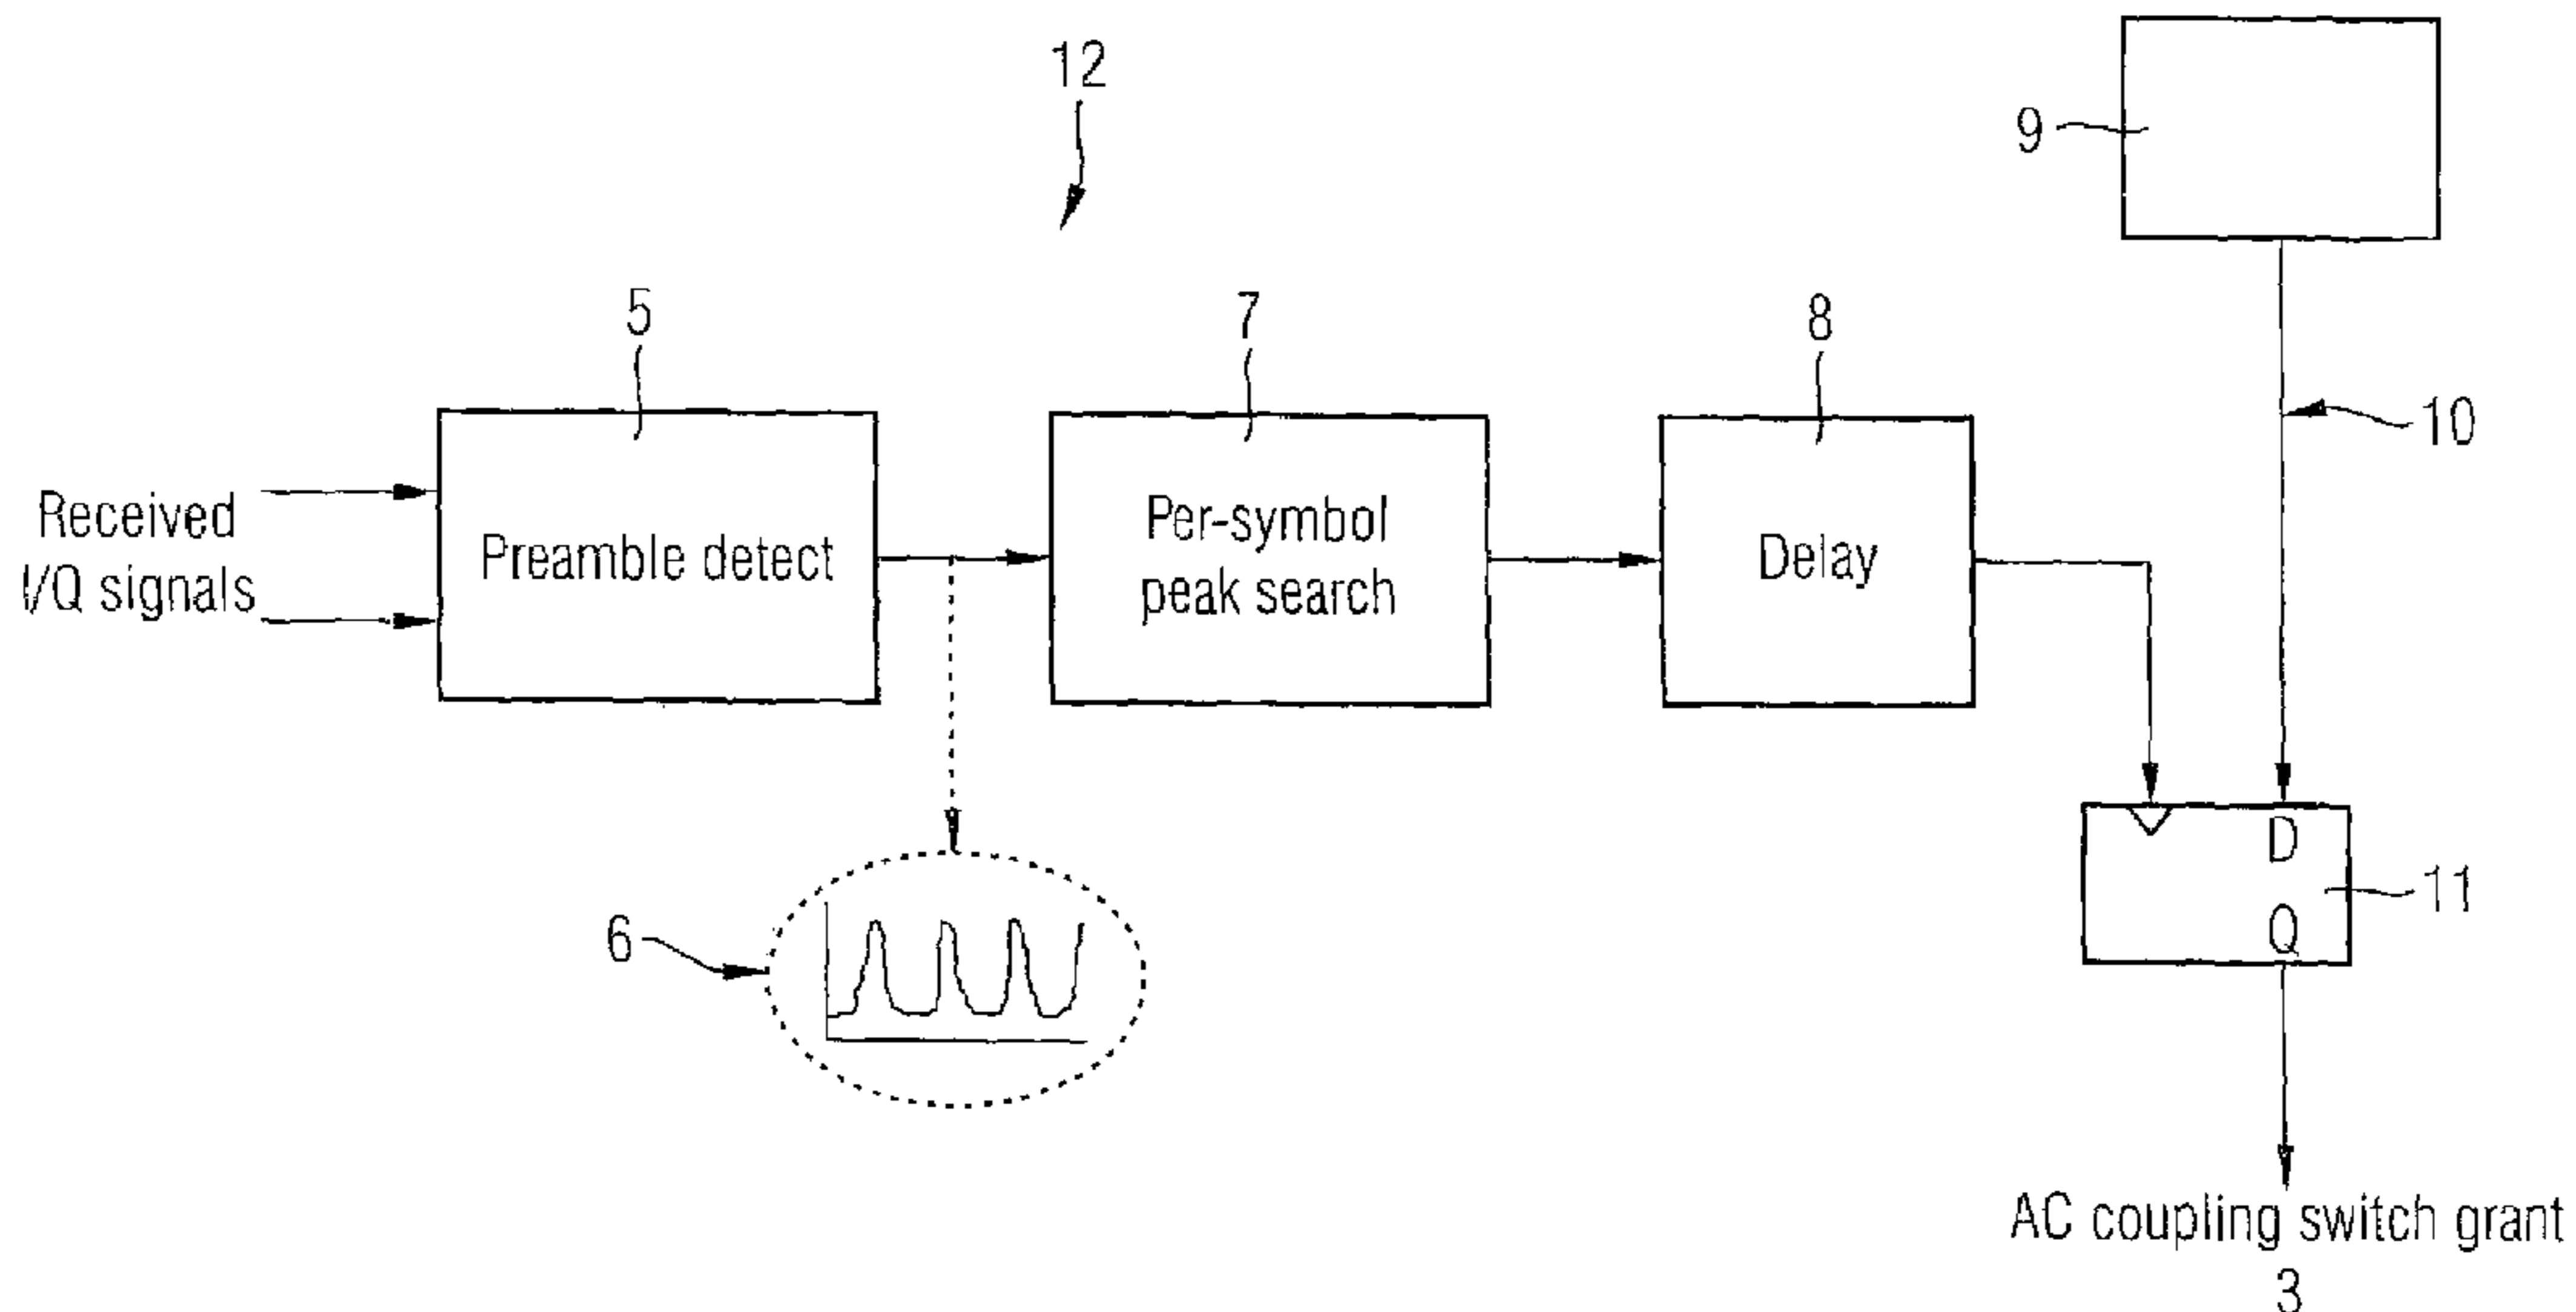 12
9
5
7
8
10
Received
I/Q signals
Preamble detect
Per-symbol
peak search
Delay
D
Q
11
6
AC coupling switch grant
3